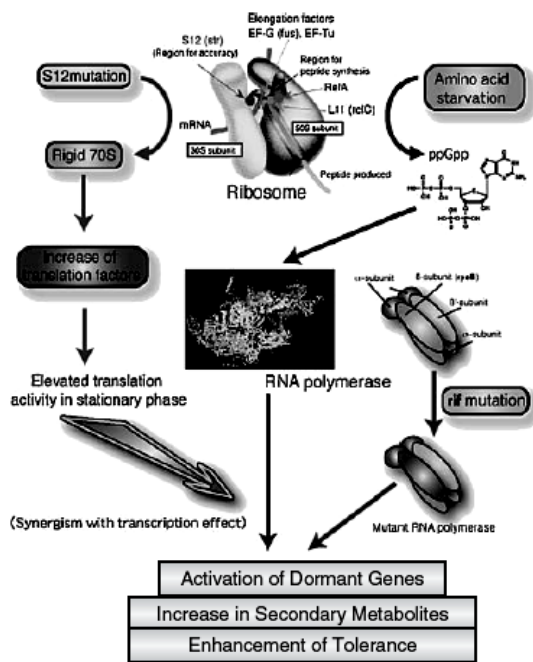 Elongation factors
EF-G (fus), EF-Tu
S12 (str)
(Region for accuracy)
Region for
peptide synthesis
RelA
L11 (relC)
50S subunit
mRNA
30S subunit
Ribosome
Peptide produced
S12mutation
Rigid 70S
Increase of
translation factors
Elevated translation
activity in stationary phase
(Synergism with transcription effect)
Amino acid
starvation
ppGpp
RNA polymerase
α-subunit
β'-subunit
α-subunit
rif mutation
Mutant RNA polymerase
Activation of Dormant Genes
Increase in Secondary Metabolites
Enhancement of Tolerance